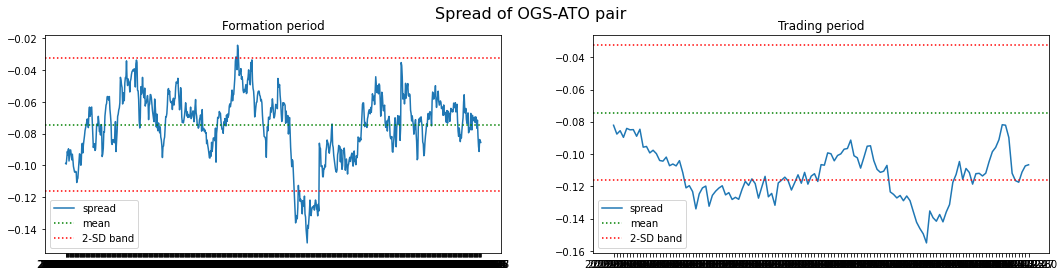 Spread of OGS-ATO pair
Formation period
−0.02
−0.04
−0.06
−0.08
−0.10
−0.12
−0.14
spread
mean
2-SD band
Trading period
−0.04
−0.06
−0.08
−0.10
−0.12
−0.14
−0.16
spread
mean
2-SD band